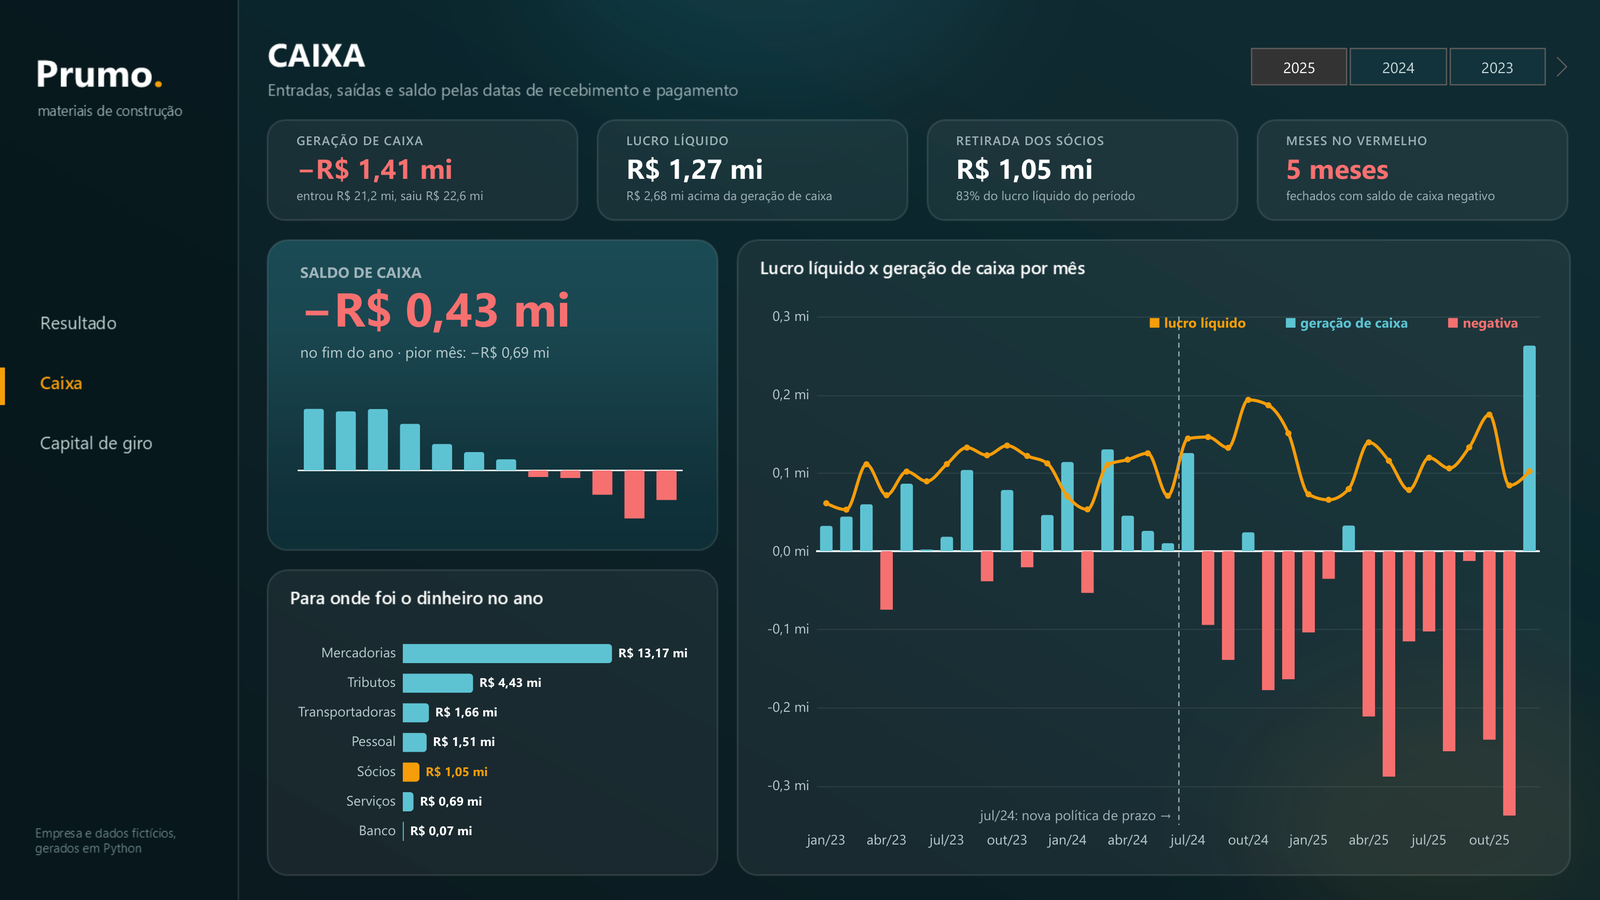 Prumo.
materiais de construção
Resultado
Caixa
Capital de giro
Empresa e dados fictícios,
gerados em Python
CAIXA
Entradas, saídas e saldo pelas datas de recebimento e pagamento
2025
2024
2023
GERAÇÃO DE CAIXA
−R$ 1,41 mi
entrou R$ 21,2 mi, saiu R$ 22,6 mi
LUCRO LÍQUIDO
R$ 1,27 mi
R$ 2,68 mi acima da geração de caixa
RETIRADA DOS SÓCIOS
R$ 1,05 mi
83% do lucro líquido do período
MESES NO VERMELHO
5 meses
fechados com saldo de caixa negativo
SALDO DE CAIXA
−R$ 0,43 mi
no fim do ano · pior mês: −R$ 0,69 mi
Para onde foi o dinheiro no ano
Mercadorias R$ 13,17 mi
Tributos R$ 4,43 mi
Transportadoras R$ 1,66 mi
Pessoal R$ 1,51 mi
Sócios R$ 1,05 mi
Serviços R$ 0,69 mi
Banco R$ 0,07 mi
Lucro líquido x geração de caixa por mês
lucro líquido geração de caixa negativa
0,3 mi
0,2 mi
0,1 mi
0,0 mi
-0,1 mi
-0,2 mi
-0,3 mi
jul/24: nova política de prazo →
jan/23 abr/23 jul/23 out/23 jan/24 abr/24 jul/24 out/24 jan/25 abr/25 jul/25 out/25